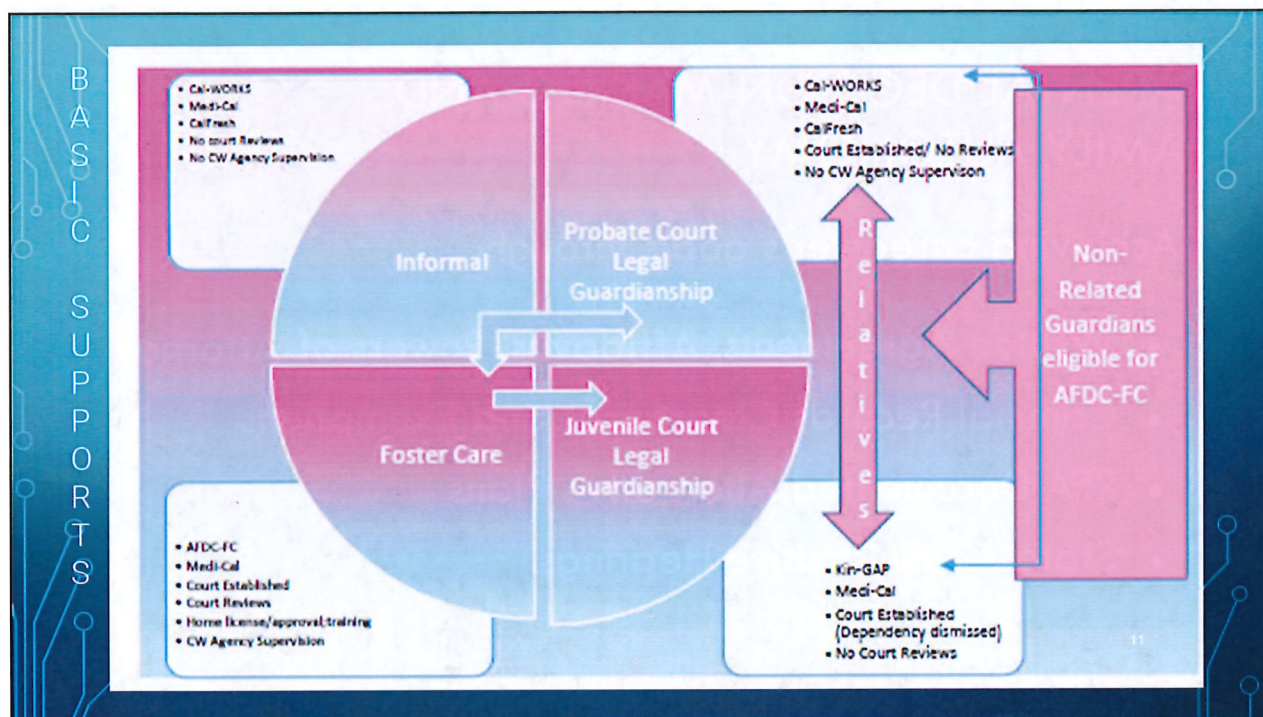 BASIC SUPPORTS
• Cal-WORKS
• Medi-Cal
• CalFresh
• No court Reviews
• No CW Agency Supervision
• Cal-WORKS
• Medi-Cal
• CalFresh
• Court Established/ No Reviews
• No CW Agency Supervison
Informal
Probate Court
Legal
Guardianship
Foster Care
Juvenile Court
Legal
Guardianship
Relatives
Non-
Related
Guardians
eligible for
AFDC-FC
• AFDC-FC
• Medi-Cal
• Court Established
• Court Reviews
• Home license/approval;training
• CW Agency Supervision
• Kin-GAP
• Medi-Cal
• Court Established
(Dependency dismissed)
• No Court Reviews
11